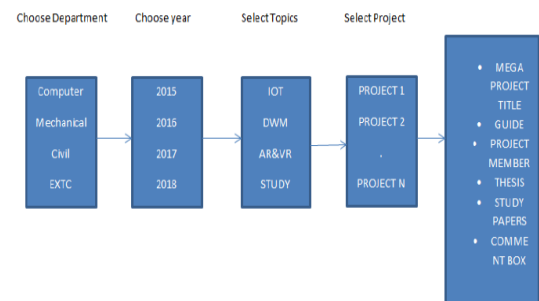 Choose Department
Choose year
Select Topics
Select Project
Computer
Mechanical
Civil
EXTC
2015
2016
2017
2018
IOT
DWM
AR&VR
STUDY
PROJECT 1
PROJECT 2
.
PROJECT N
• MEGA
PROJECT
TITLE
• GUIDE
• PROJECT
MEMBER
• THESIS
• STUDY
PAPERS
• COMME
NT BOX